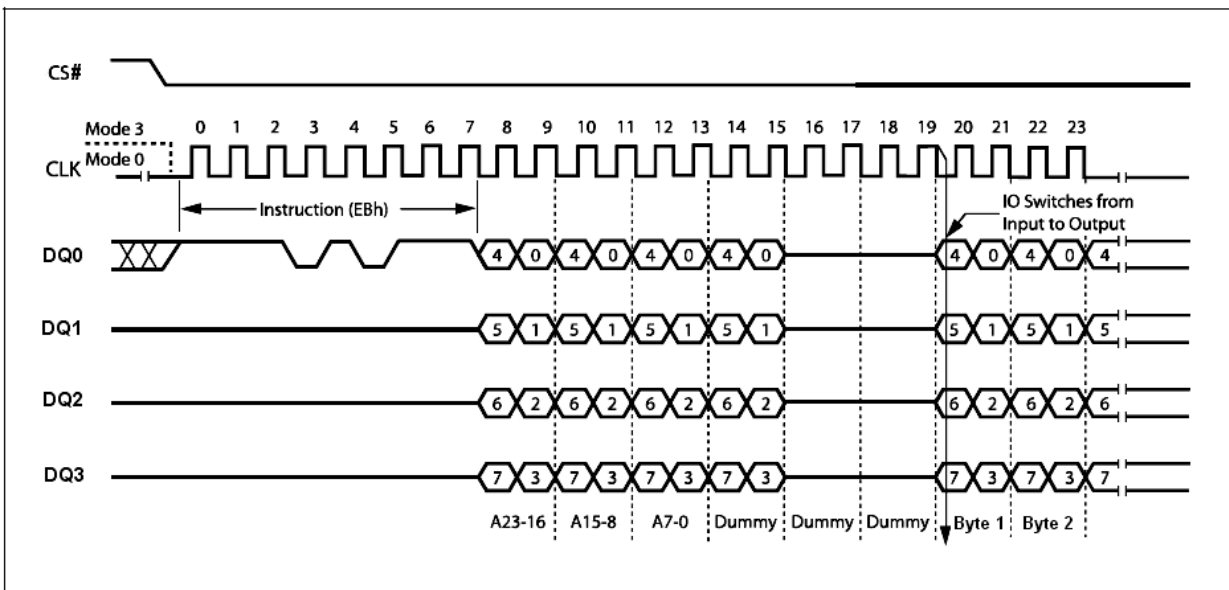 CS#
Mode 3
0 1 2 3 4 5 6 7 8 9 10 11 12 13 14 15 16 17 18 19 20 21 22 23
Mode 0
CLK
Instruction (EBh)
IO Switches from
Input to Output
DQ0 4 0 4 0 4 0 4 0 4 0 4 0 4
DQ1 5 1 5 1 5 1 5 1 5 1 5 1 5
DQ2 6 2 6 2 6 2 6 2 6 2 6 2 6
DQ3 7 3 7 3 7 3 7 3 7 3 7 3 7
A23-16 A15-8 A7-0 Dummy Dummy Dummy Byte 1 Byte 2